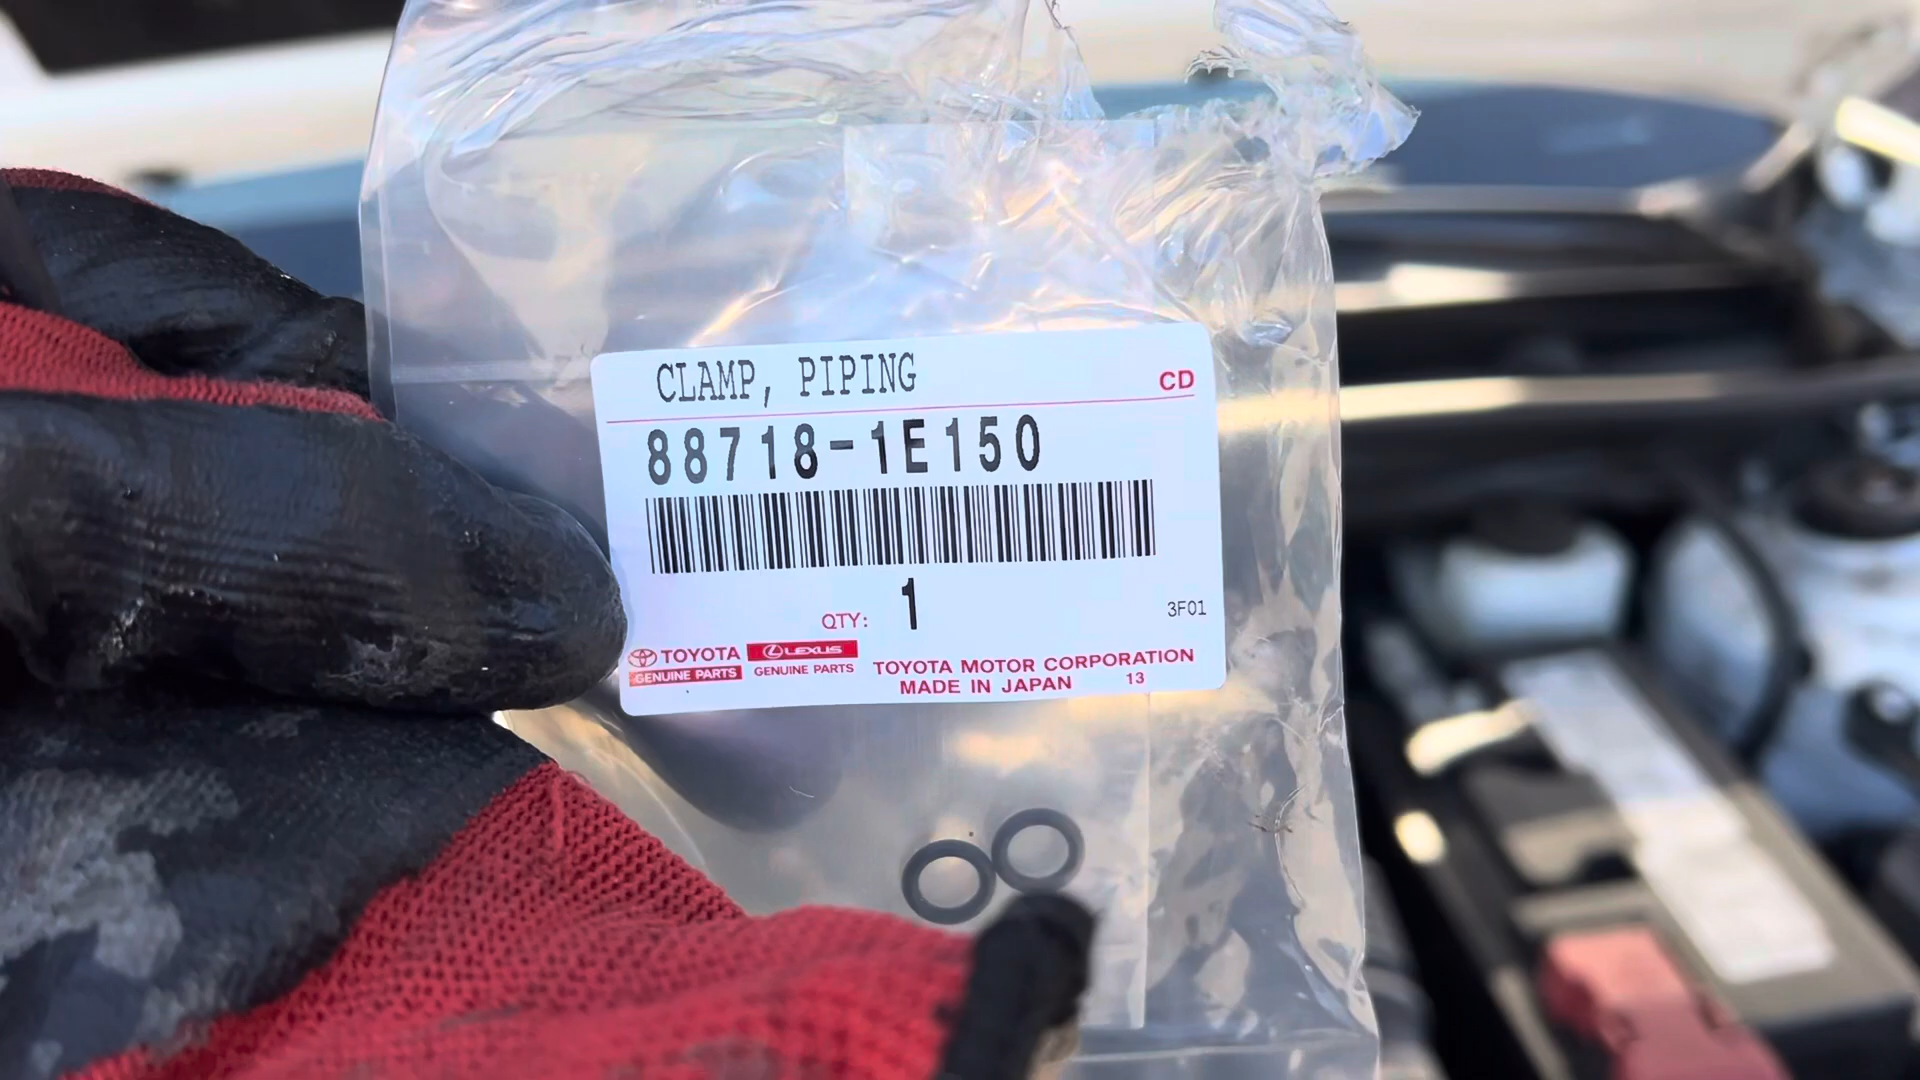 CLAMP, PIPING
CD
88718-1E150
QTY: 1
3F01
TOYOTA
GENUINE PARTS
LEXUS
GENUINE PARTS
TOYOTA MOTOR CORPORATION
MADE IN JAPAN 13